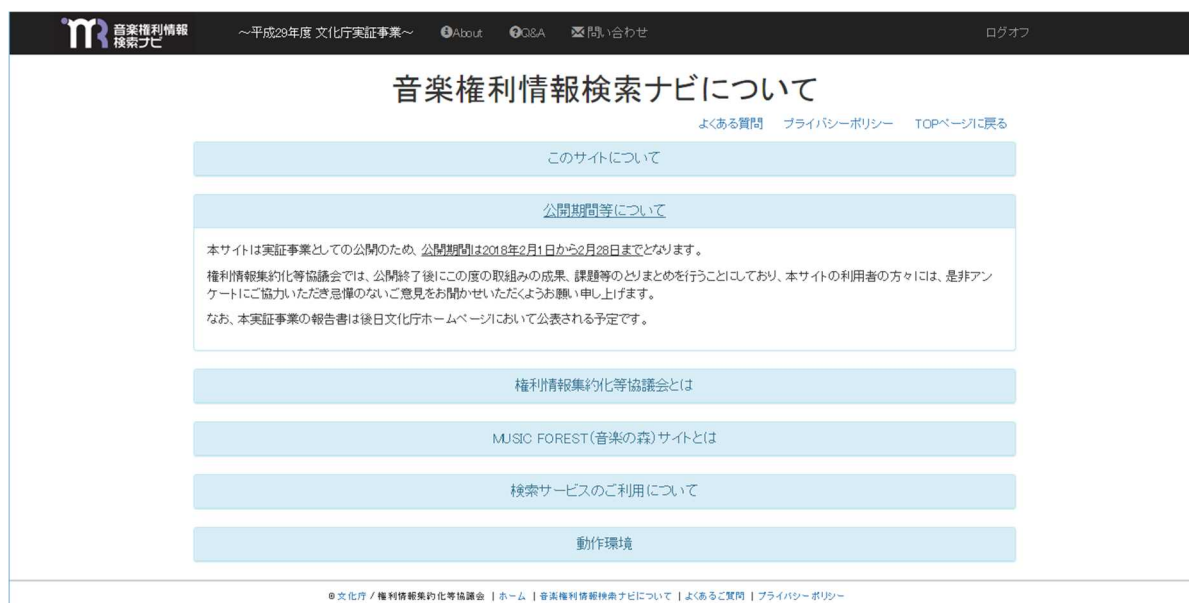 音楽権利情報
検索ナビ
～平成29年度 文化庁実証事業～ About Q&A 問い合わせ ログオフ
音楽権利情報検索ナビについて
よくある質問 プライバシーポリシー TOPページに戻る
このサイトについて
公開期間等について
本サイトは実証事業としての公開のため、公開期間は2018年2月1日から2月28日までとなります。
権利情報集約化等協議会では、公開終了後にこの度の取組みの成果、課題等のとりまとめを行うことにしており、本サイトの利用者の方々には、是非アン
ケートにご協力いただき忌憚のないご意見をお聞かせいただくようお願い申し上げます。
なお、本実証事業の報告書は後日文化庁ホームページにおいて公表される予定です。
権利情報集約化等協議会とは
MUSIC FOREST（音楽の森）サイトとは
検索サービスのご利用について
動作環境
© 文化庁 / 権利情報集約化等協議会 | ホーム | 音楽権利情報検索ナビについて | よくあるご質問 | プライバシーポリシー